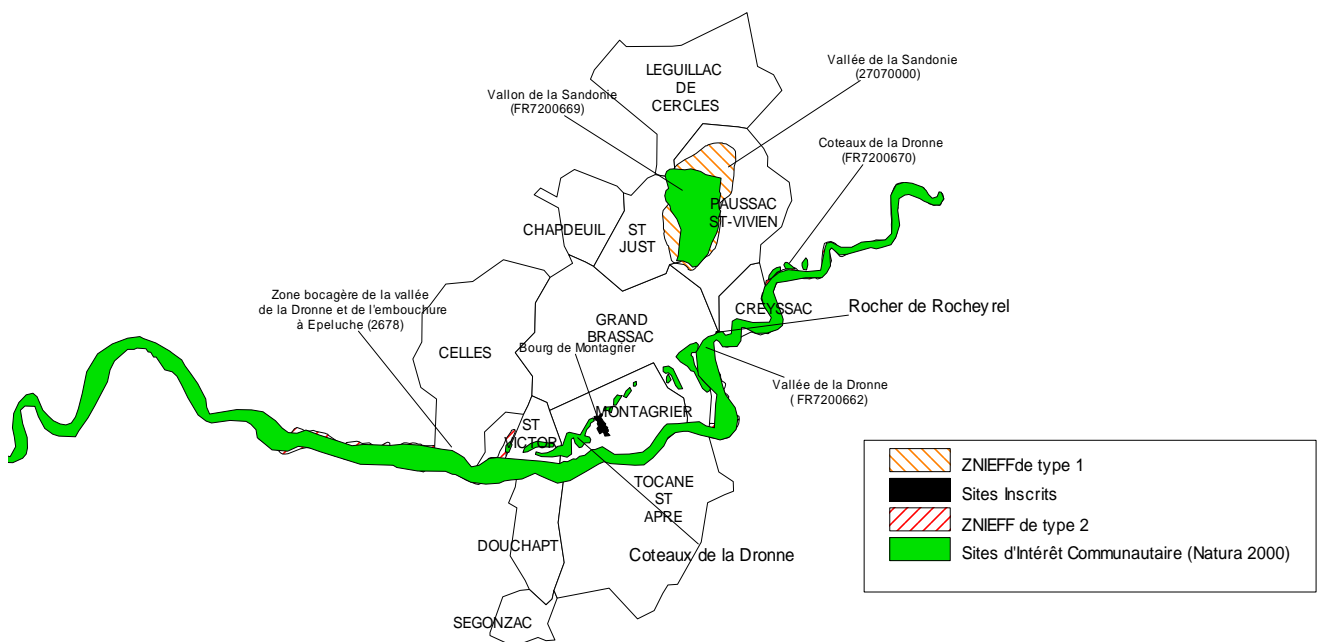 LEGUILLAC
DE
CERCLES
Vallée de la Sandonie
(27070000)
Vallon de la Sandonie
(FR7200669)
Coteaux de la Dronne
(FR7200670)
PAUSSAC
ST-VIVIEN
CHAPDEUIL
ST
JUST
Zone bocagère de la vallée
de la Dronne et de l'embouchure
à Epeluche (2678)
CREYSSAC
Rocher de Rocheyrel
GRAND
BRASSAC
CELLES
Bourg de Montagrier
Vallée de la Dronne
( FR7200662)
MONTAGRIER
ST
VICTOR
TOCANE
ST
APRE
DOUCHAPT
Coteaux de la Dronne
SEGONZAC
ZNIEFFde type 1
Sites Inscrits
ZNIEFF de type 2
Sites d'Intérêt Communautaire (Natura 2000)